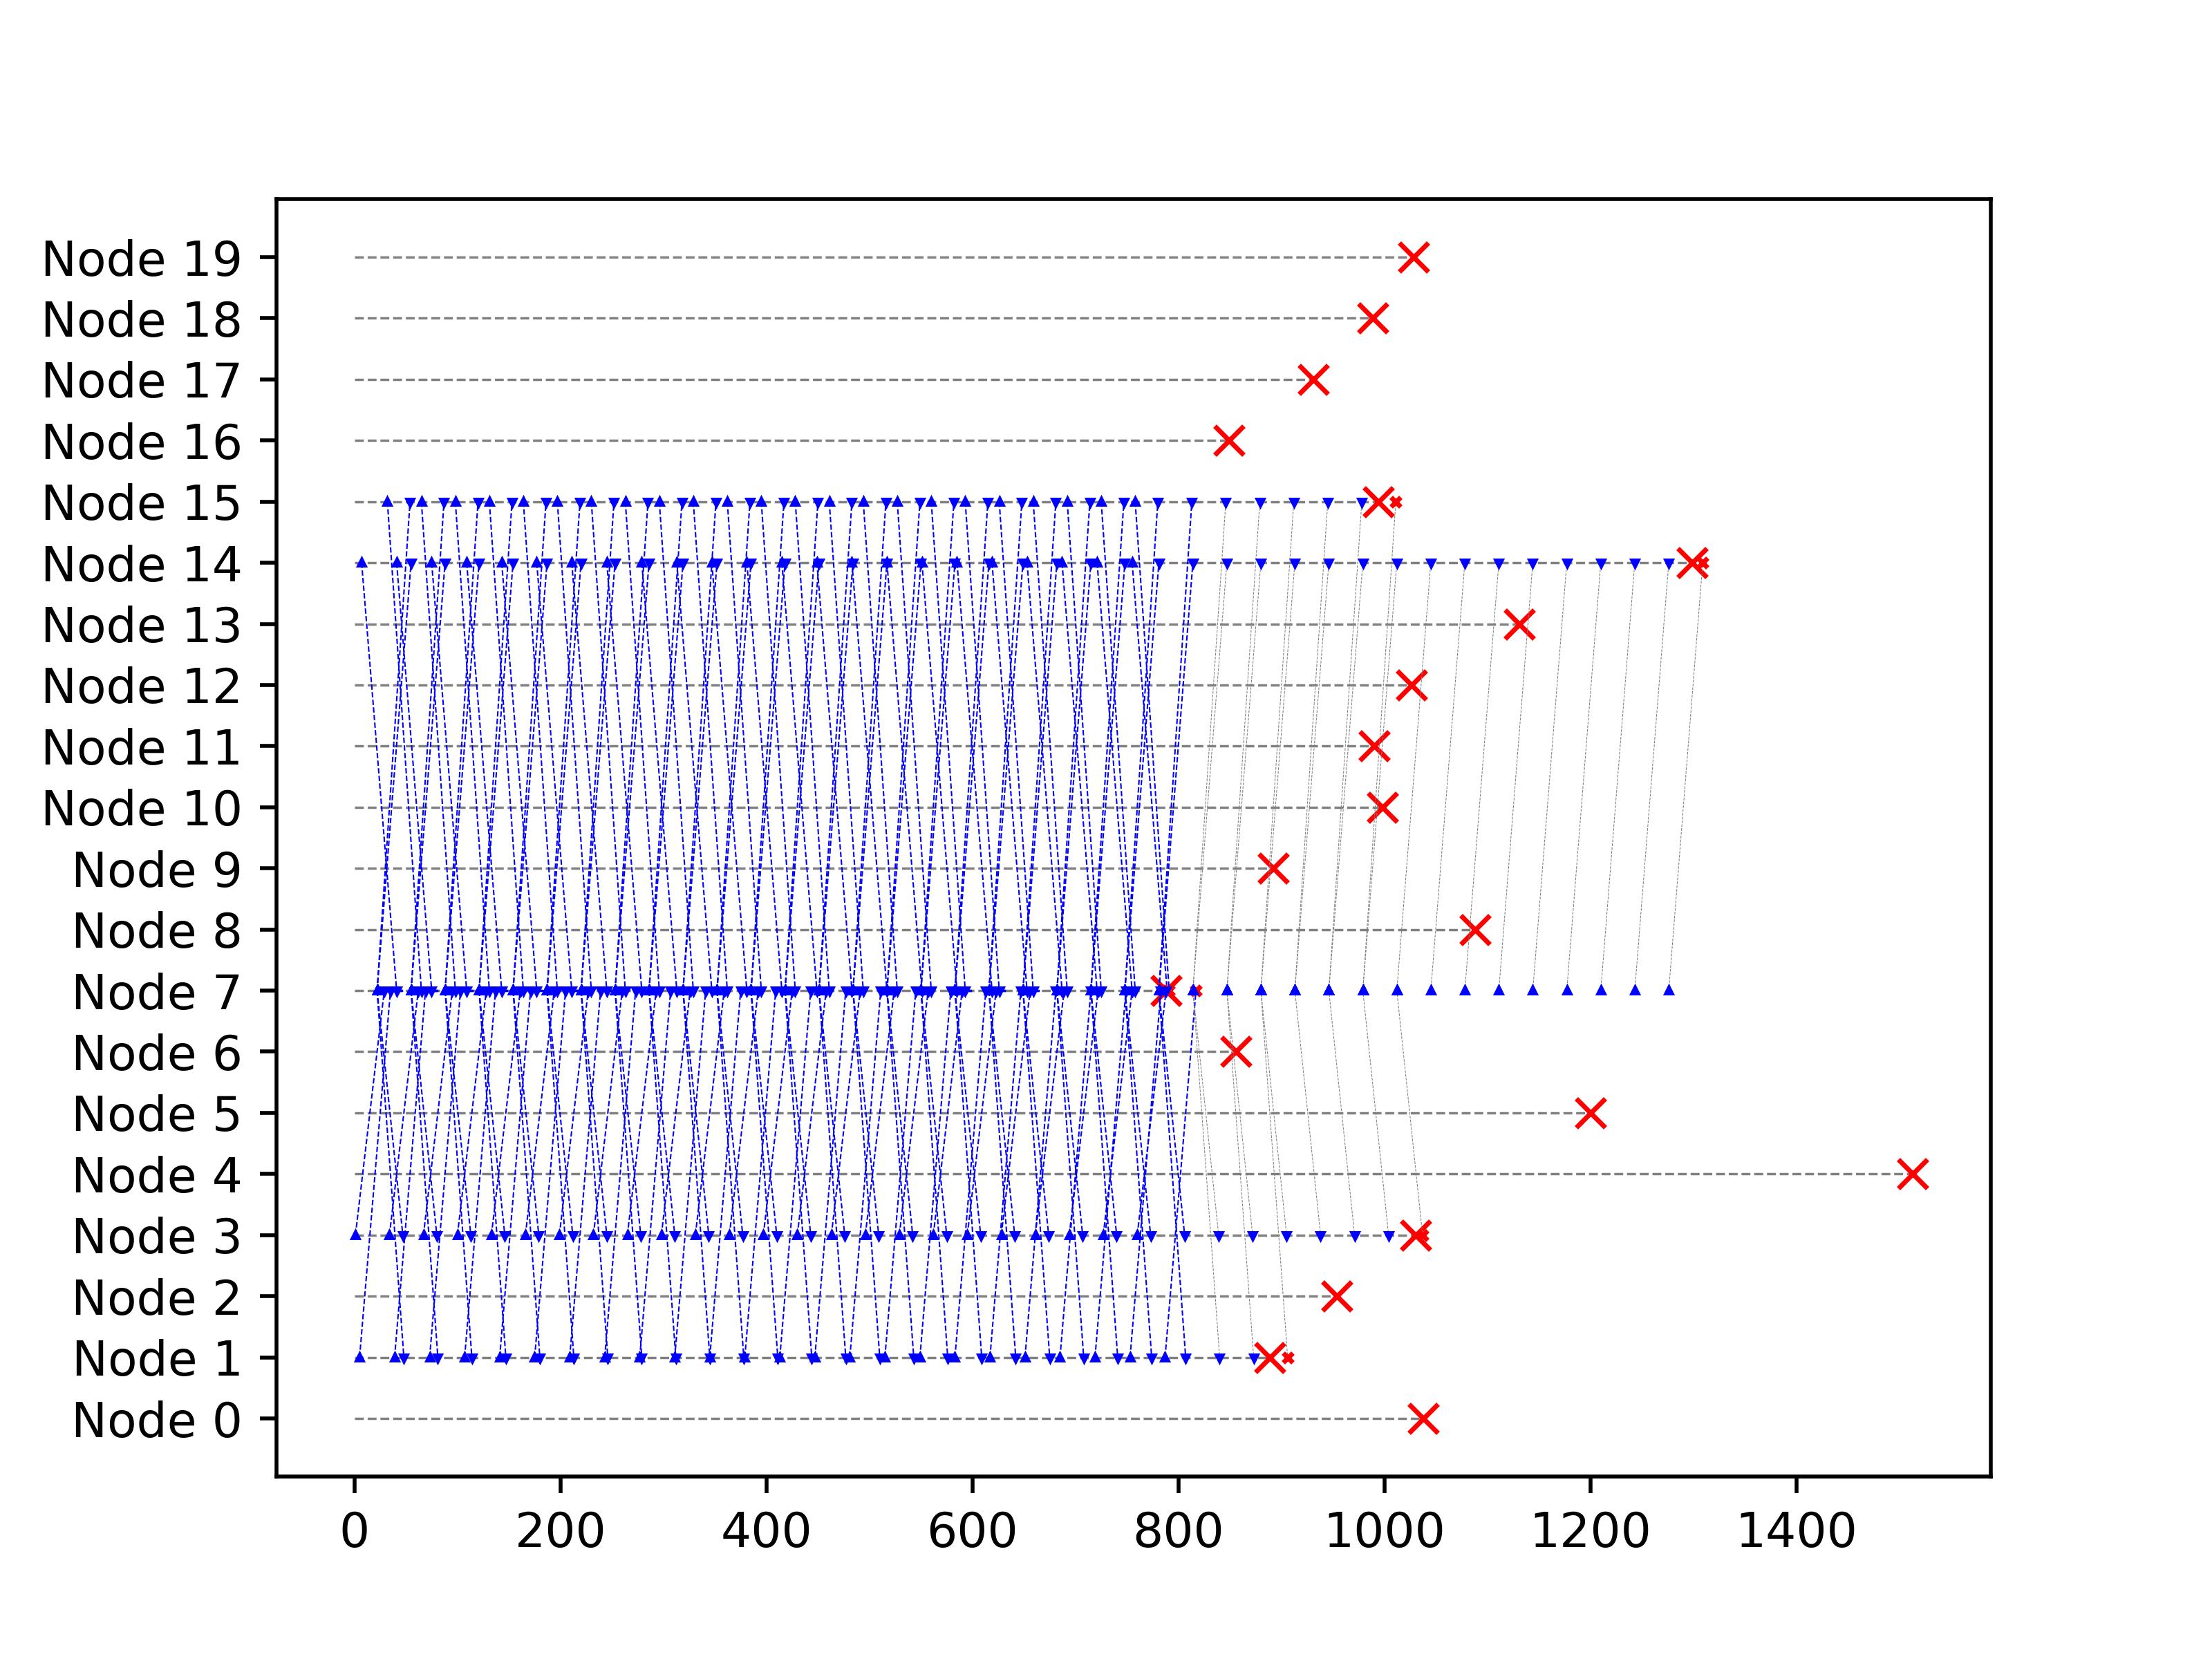 Node 19
Node 18
Node 17
Node 16
Node 15
Node 14
Node 13
Node 12
Node 11
Node 10
Node 9
Node 8
Node 7
Node 6
Node 5
Node 4
Node 3
Node 2
Node 1
Node 0
0 200 400 600 800 1000 1200 1400